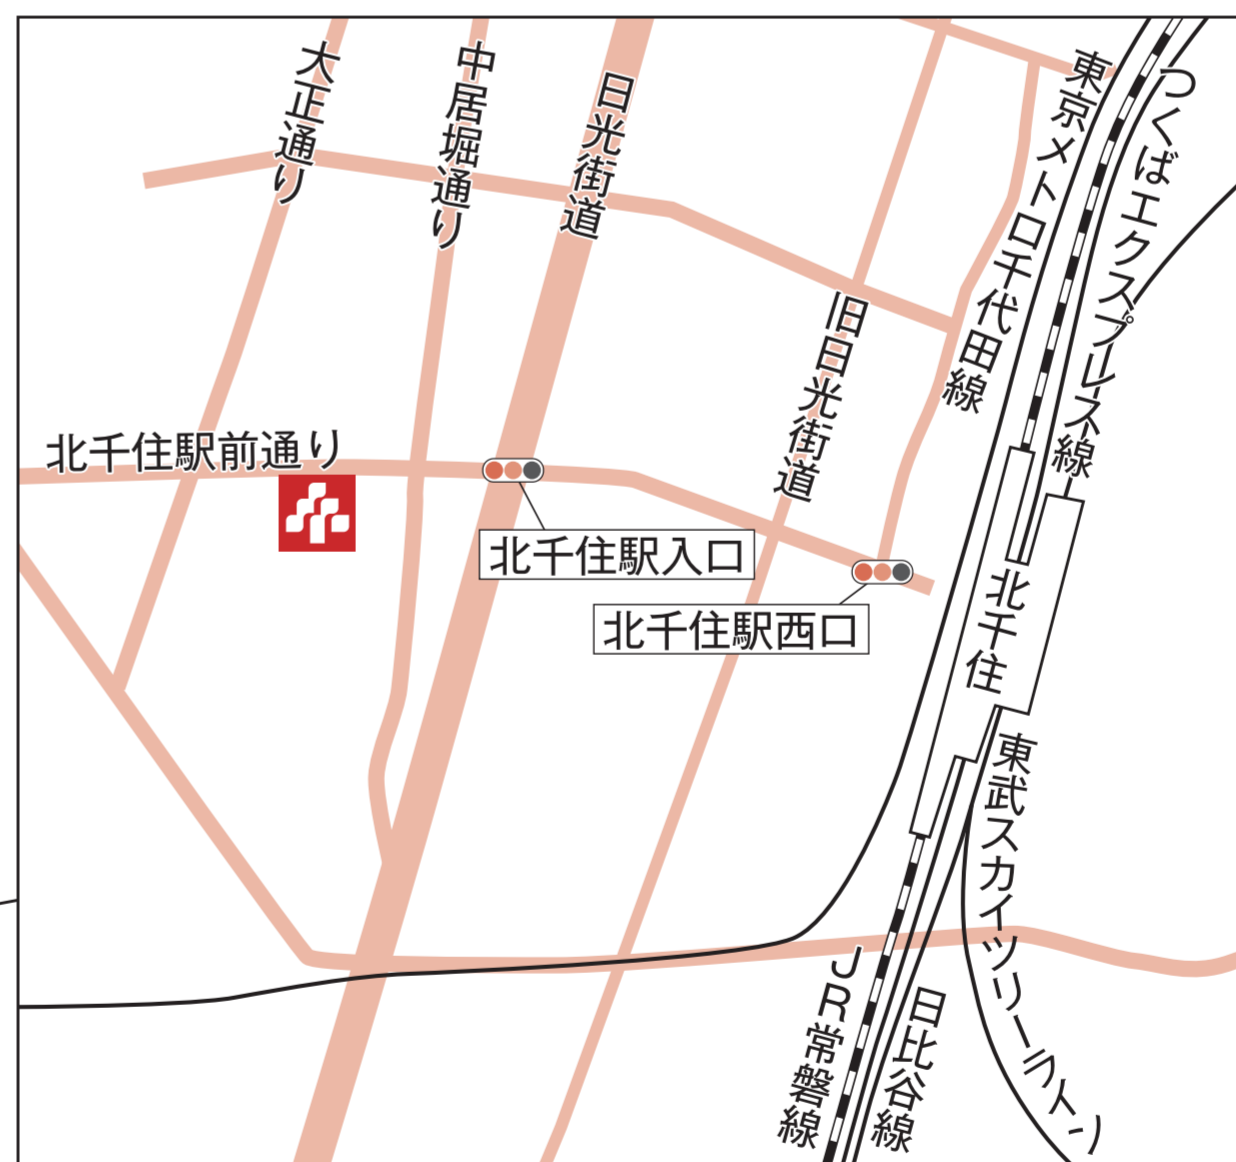 大正通り
中居堀通り
日光街道
東京メトロ千代田線
つくばエクスプレス線
旧日光街道
北千住駅前通り
北千住駅入口
北千住駅西口
北千住
東武スカイツリーライン
JR常磐線
日比谷線